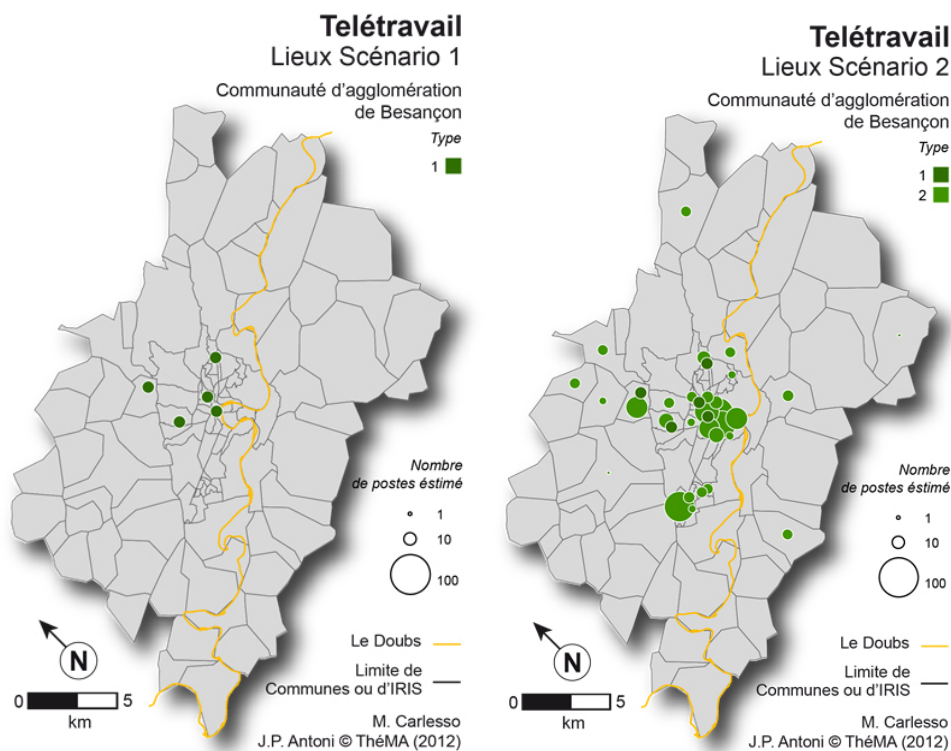 Telétravail
Lieux Scénario 1
Communauté d'agglomération
de Besançon
Type
1
Nombre
de postes éstimé
1
10
100
N
Le Doubs
Limite de
Communes ou d'IRIS
0 5
km
M. Carlesso
J.P. Antoni © ThéMA (2012)
Telétravail
Lieux Scénario 2
Communauté d'agglomération
de Besançon
Type
1
2
Nombre
de postes éstimé
1
10
100
N
Le Doubs
Limite de
Communes ou d'IRIS
0 5
km
M. Carlesso
J.P. Antoni © ThéMA (2012)